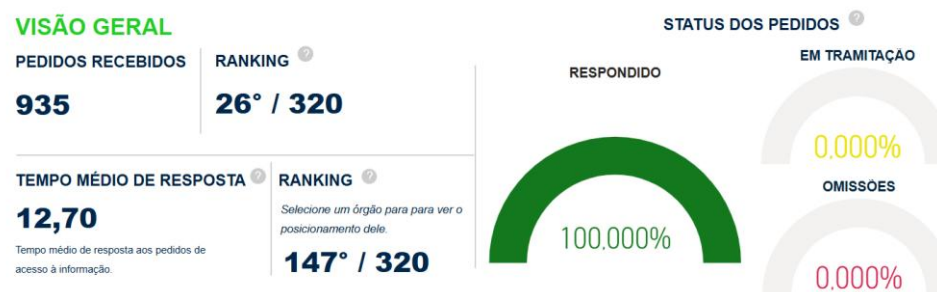 VISÃO GERAL
PEDIDOS RECEBIDOS
935
RANKING ?
26° / 320
TEMPO MÉDIO DE RESPOSTA ?
12,70
Tempo médio de resposta aos pedidos de
acesso à informação.
RANKING ?
Selecione um órgão para para ver o
posicionamento dele.
147° / 320
STATUS DOS PEDIDOS ?
RESPONDIDO
100,000%
EM TRAMITAÇÃO
0,000%
OMISSÕES
0,000%